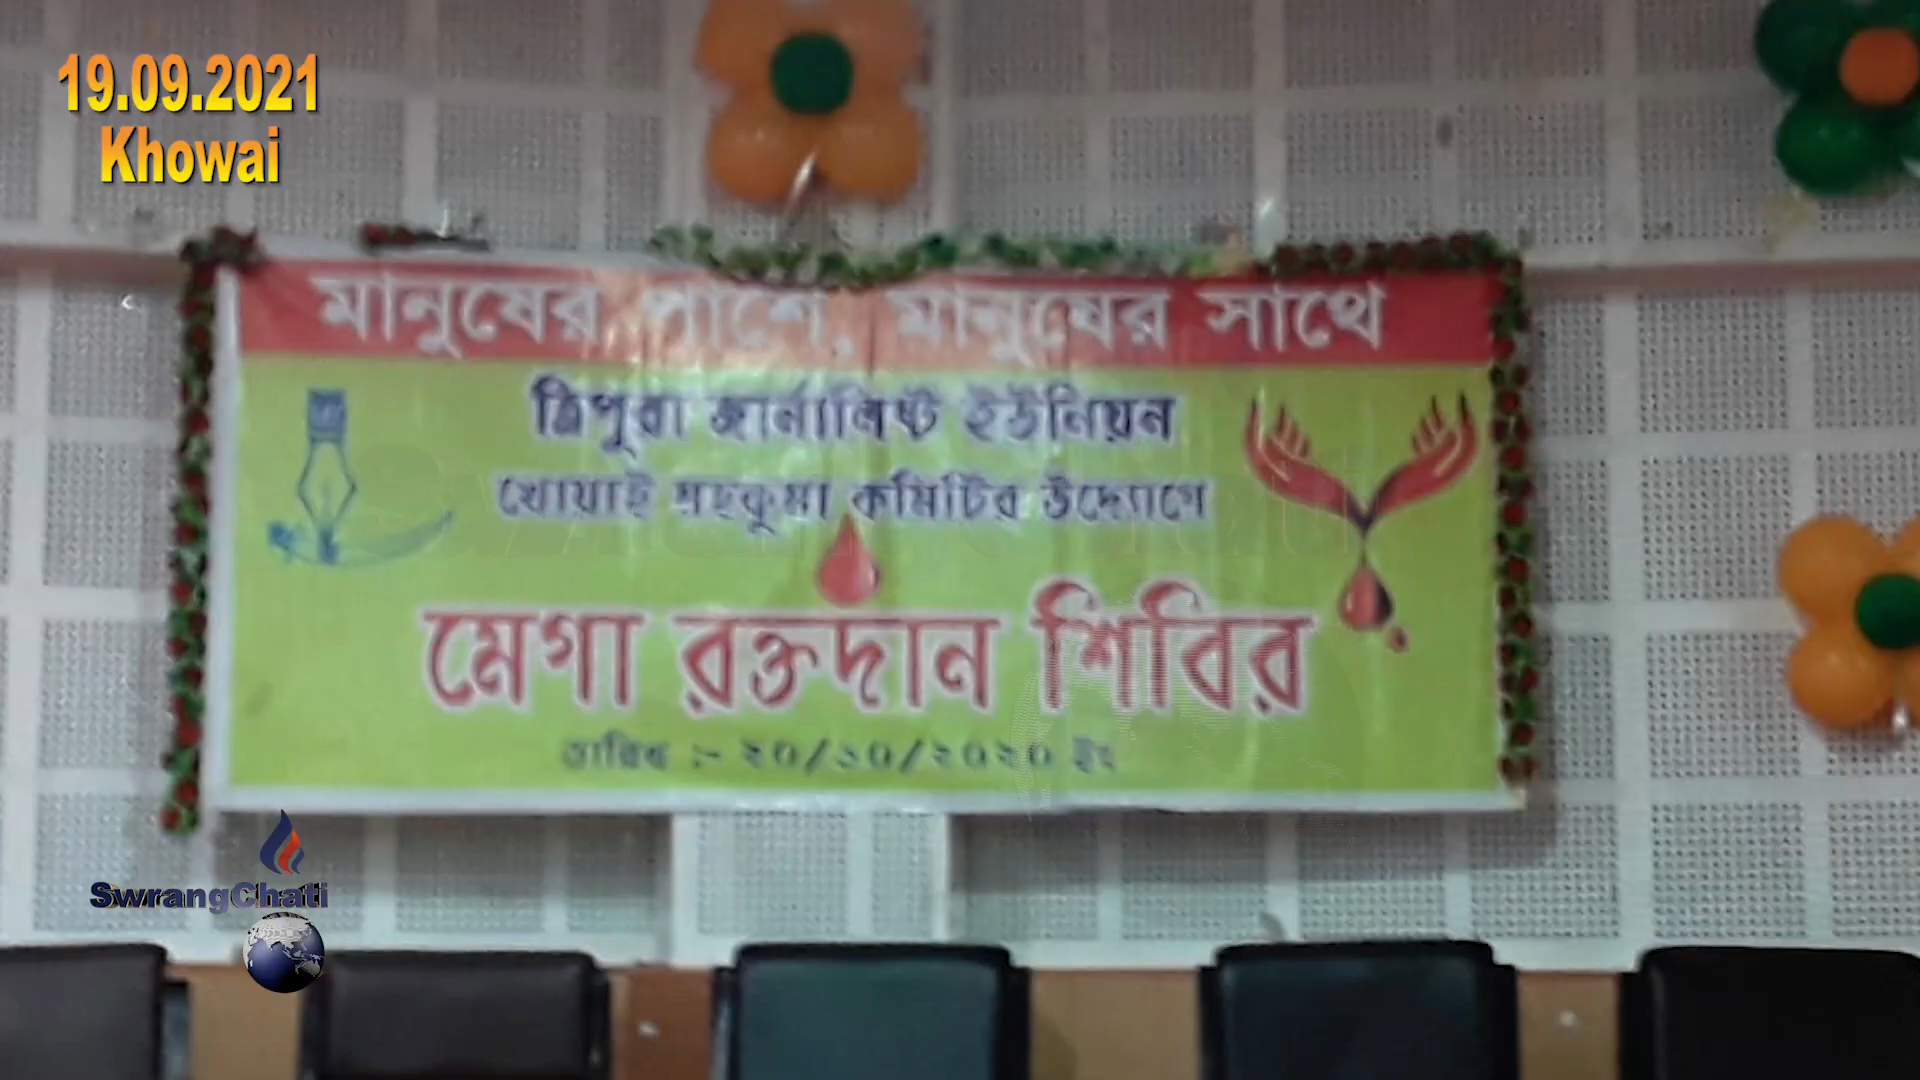 19.09.2021
Khowai
মানুষের পাশে, মানুষের সাথে
ত্রিপুরা জার্নালিষ্ট ইউনিয়ন
খোয়াই মহকুমা কমিটির উদ্যোগে
মেগা রক্তদান শিবির
তারিখ :- ২০/১০/২০২০ ইং
SwrangChati